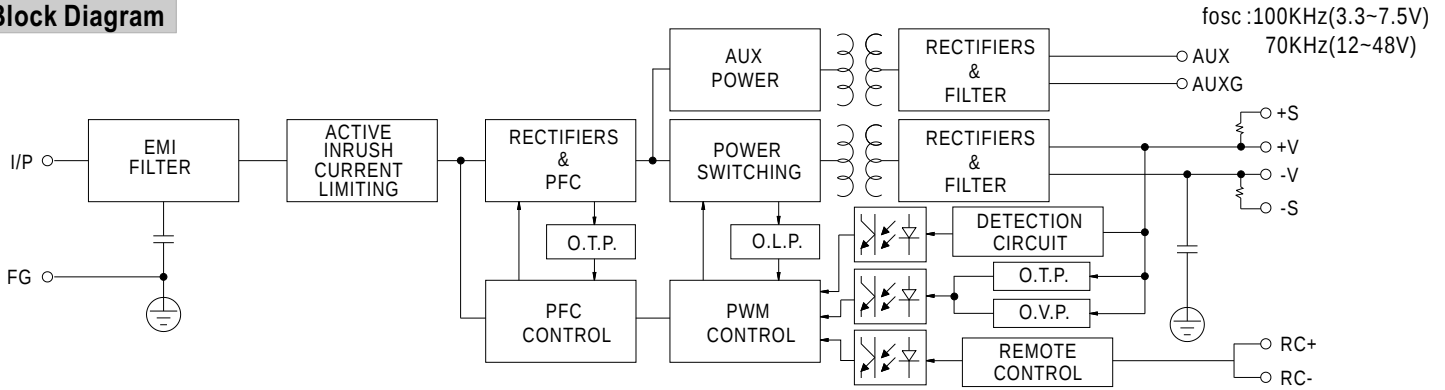 Block Diagram
fosc :100KHz(3.3~7.5V)
70KHz(12~48V)
AUX
POWER
RECTIFIERS
&
FILTER
AUX
AUXG
I/P
EMI
FILTER
ACTIVE
INRUSH
CURRENT
LIMITING
RECTIFIERS
&
PFC
POWER
SWITCHING
RECTIFIERS
&
FILTER
+S
+V
-V
-S
FG
O.T.P.
O.L.P.
DETECTION
CIRCUIT
O.T.P.
O.V.P.
PFC
CONTROL
PWM
CONTROL
REMOTE
CONTROL
RC+
RC-